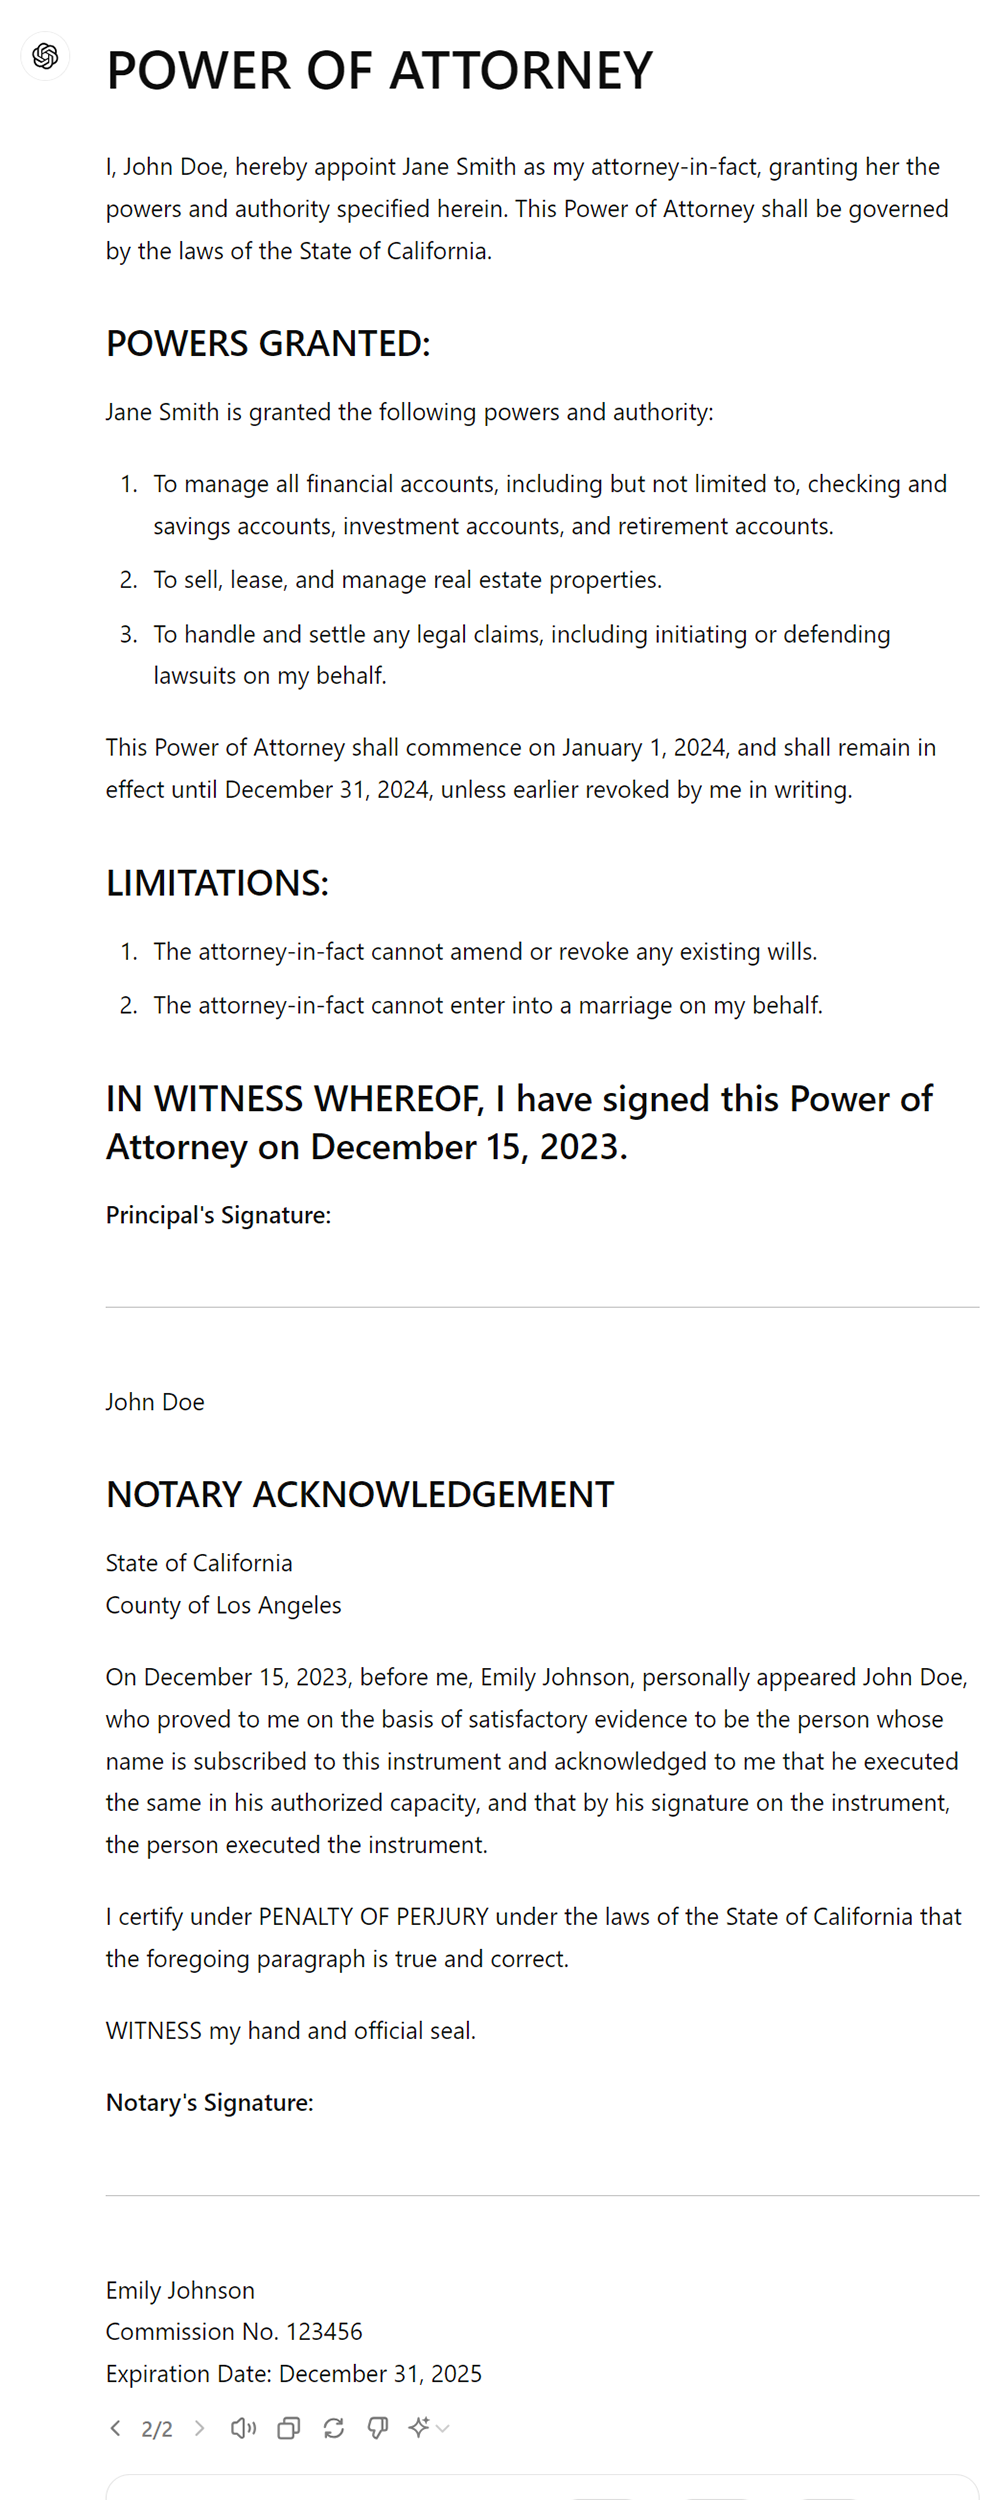 POWER OF ATTORNEY
I, John Doe, hereby appoint Jane Smith as my attorney-in-fact, granting her the
powers and authority specified herein. This Power of Attorney shall be governed
by the laws of the State of California.
POWERS GRANTED:
Jane Smith is granted the following powers and authority:
1. To manage all financial accounts, including but not limited to, checking and
savings accounts, investment accounts, and retirement accounts.
2. To sell, lease, and manage real estate properties.
3. To handle and settle any legal claims, including initiating or defending
lawsuits on my behalf.
This Power of Attorney shall commence on January 1, 2024, and shall remain in
effect until December 31, 2024, unless earlier revoked by me in writing.
LIMITATIONS:
1. The attorney-in-fact cannot amend or revoke any existing wills.
2. The attorney-in-fact cannot enter into a marriage on my behalf.
IN WITNESS WHEREOF, I have signed this Power of
Attorney on December 15, 2023.
Principal's Signature:
John Doe
NOTARY ACKNOWLEDGEMENT
State of California
County of Los Angeles
On December 15, 2023, before me, Emily Johnson, personally appeared John Doe,
who proved to me on the basis of satisfactory evidence to be the person whose
name is subscribed to this instrument and acknowledged to me that he executed
the same in his authorized capacity, and that by his signature on the instrument,
the person executed the instrument.
I certify under PENALTY OF PERJURY under the laws of the State of California that
the foregoing paragraph is true and correct.
WITNESS my hand and official seal.
Notary's Signature:
Emily Johnson
Commission No. 123456
Expiration Date: December 31, 2025
2/2